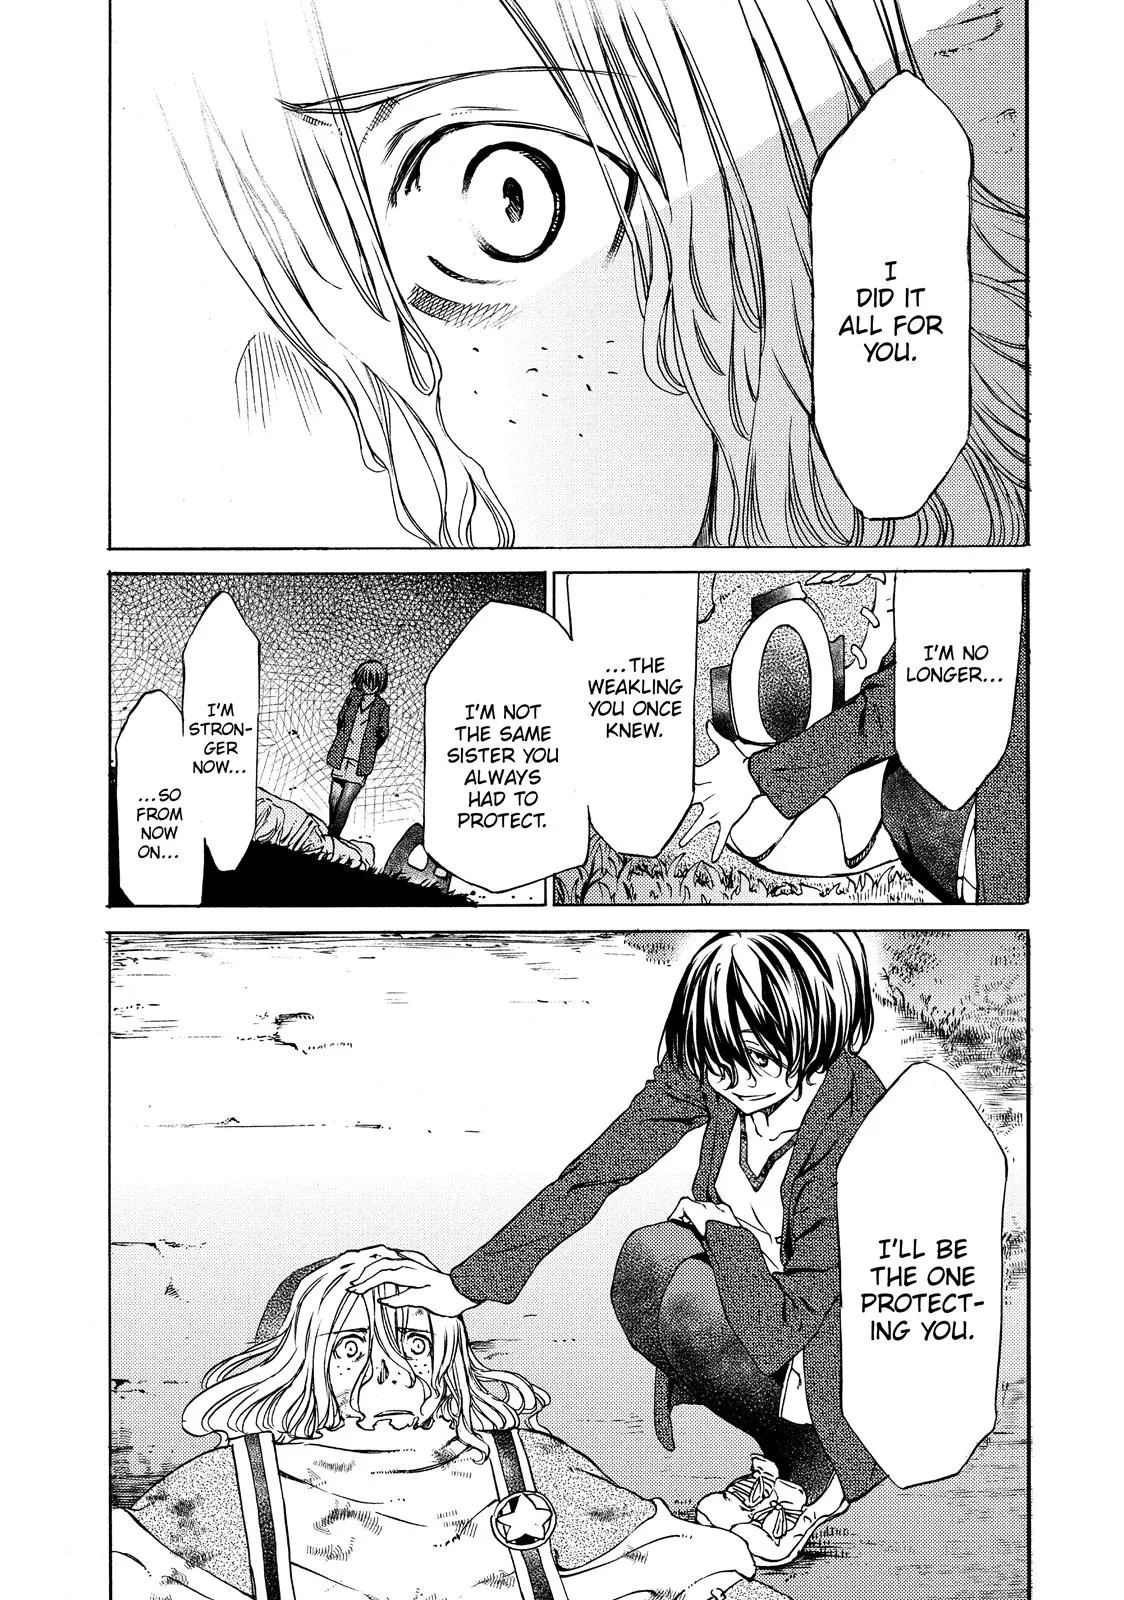 I
DID IT
ALL FOR
YOU.
I'M NO
LONGER...
...THE
WEAKLING
YOU ONCE
KNEW.
I'M NOT
THE SAME
SISTER YOU
ALWAYS
HAD TO
PROTECT.
I'M
STRON-
GER
NOW...
...SO
FROM
NOW
ON...
I'LL BE
THE ONE
PROTECT-
ING YOU.